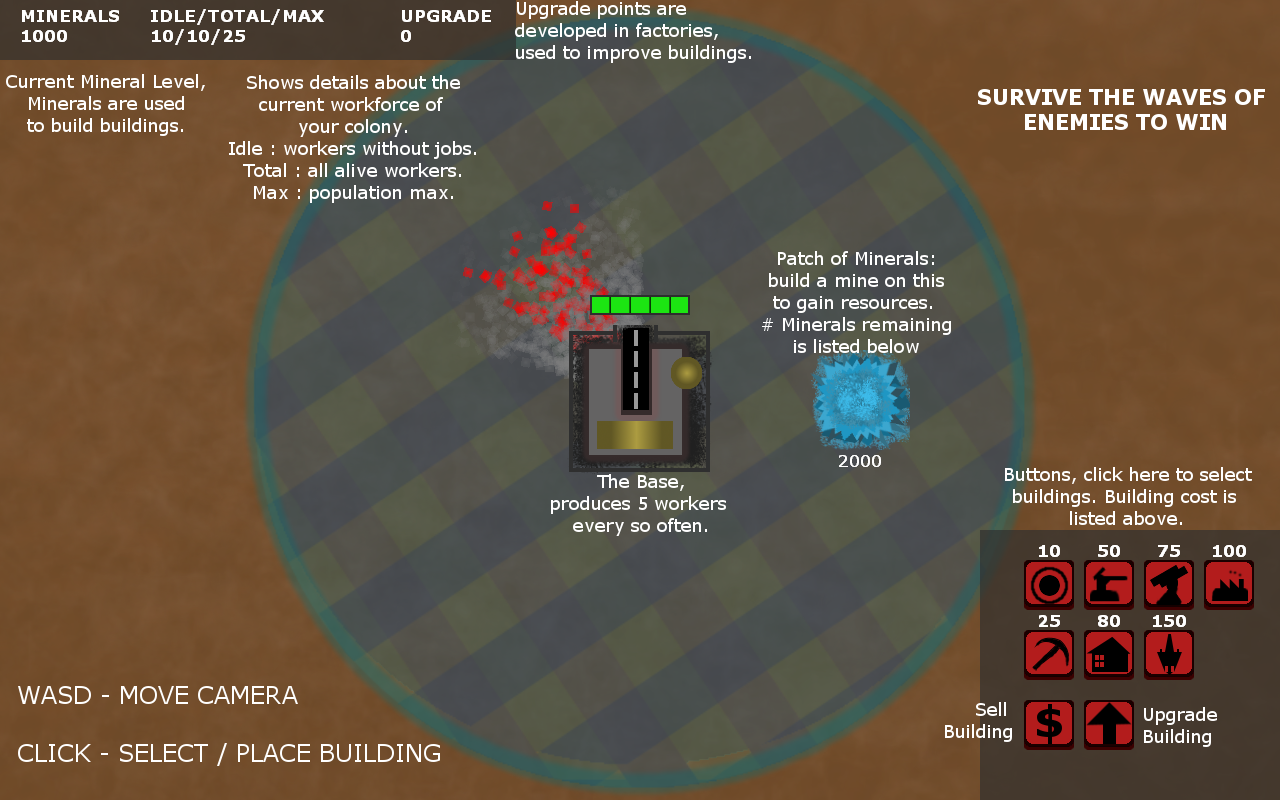 MINERALS IDLE/TOTAL/MAX UPGRADE
1000 10/10/25 0
Upgrade points are
developed in factories,
used to improve buildings.
Current Mineral Level,
Minerals are used
to build buildings.
Shows details about the
current workforce of
your colony.
Idle : workers without jobs.
Total : all alive workers.
Max : population max.
SURVIVE THE WAVES OF
ENEMIES TO WIN
Patch of Minerals:
build a mine on this
to gain resources.
# Minerals remaining
is listed below
2000
The Base,
produces 5 workers
every so often.
Buttons, click here to select
buildings. Building cost is
listed above.
10 50 75 100
25 80 150
Sell
Building
$
Upgrade
Building
WASD - MOVE CAMERA
CLICK - SELECT / PLACE BUILDING